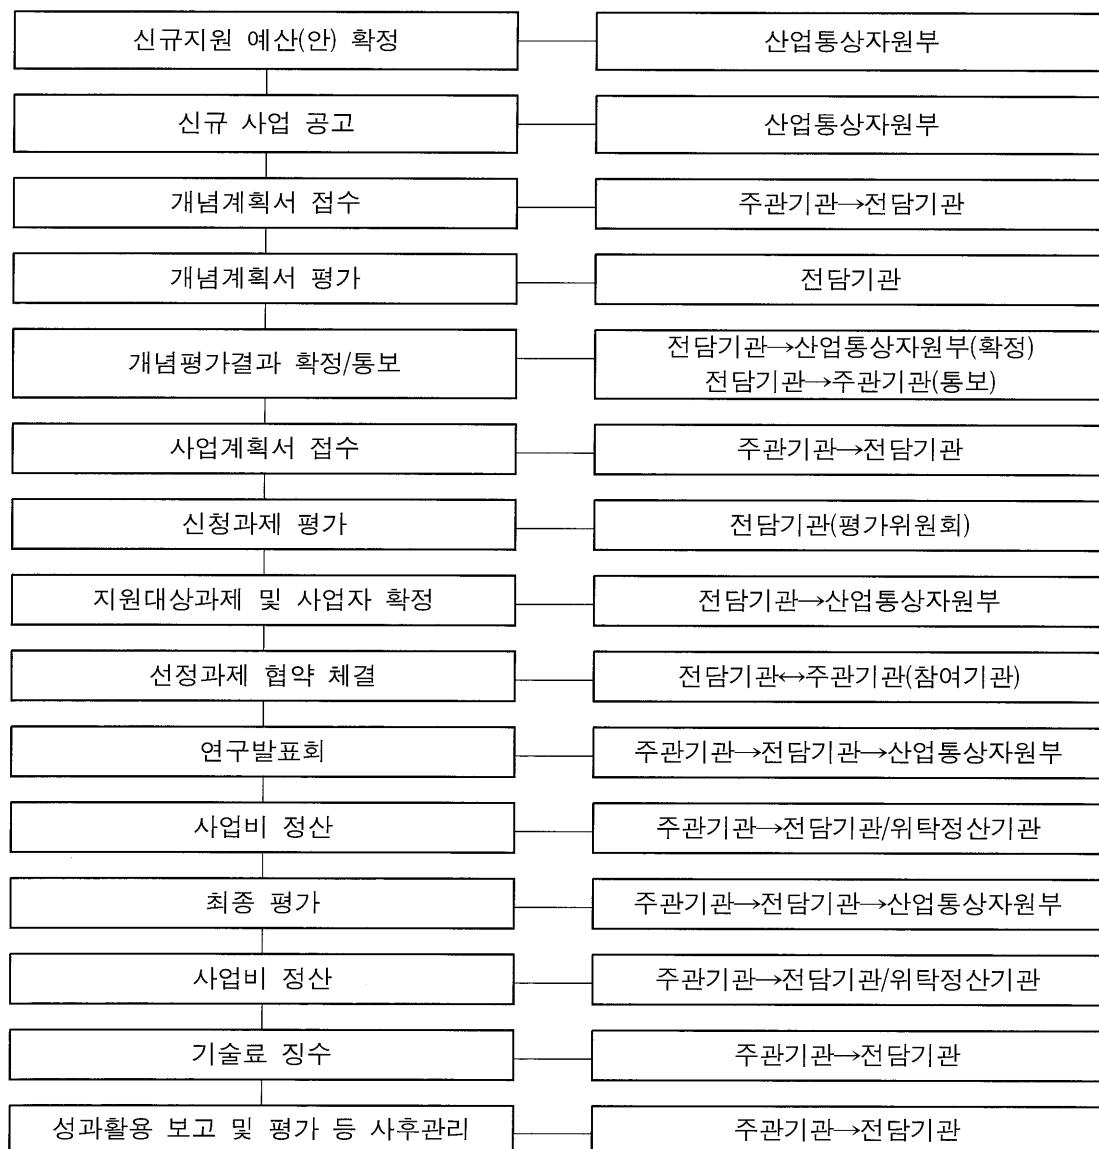 신규지원 예산(안) 확정
산업통상자원부
신규 사업 공고
산업통상자원부
개념계획서 접수
주관기관→전담기관
개념계획서 평가
전담기관
개념평가결과 확정/통보
전담기관→산업통상자원부(확정)
전담기관→주관기관(통보)
사업계획서 접수
주관기관→전담기관
신청과제 평가
전담기관(평가위원회)
지원대상과제 및 사업자 확정
전담기관→산업통상자원부
선정과제 협약 체결
전담기관↔주관기관(참여기관)
연구발표회
주관기관→전담기관→산업통상자원부
사업비 정산
주관기관→전담기관/위탁정산기관
최종 평가
주관기관→전담기관→산업통상자원부
사업비 정산
주관기관→전담기관/위탁정산기관
기술료 징수
주관기관→전담기관
성과활용 보고 및 평가 등 사후관리
주관기관→전담기관